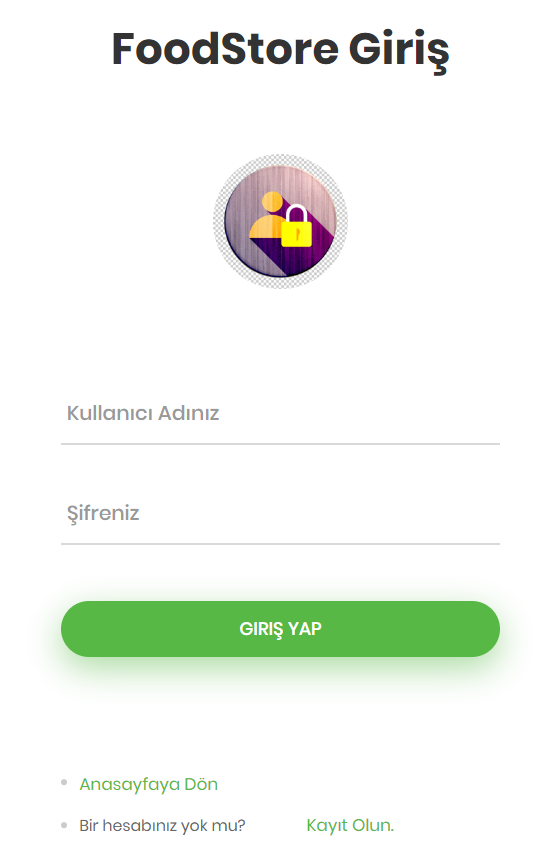 FoodStore Giriş
Kullanıcı Adınız
Şifreniz
GIRIŞ YAP
Anasayfaya Dön
Bir hesabınız yok mu? Kayıt Olun.